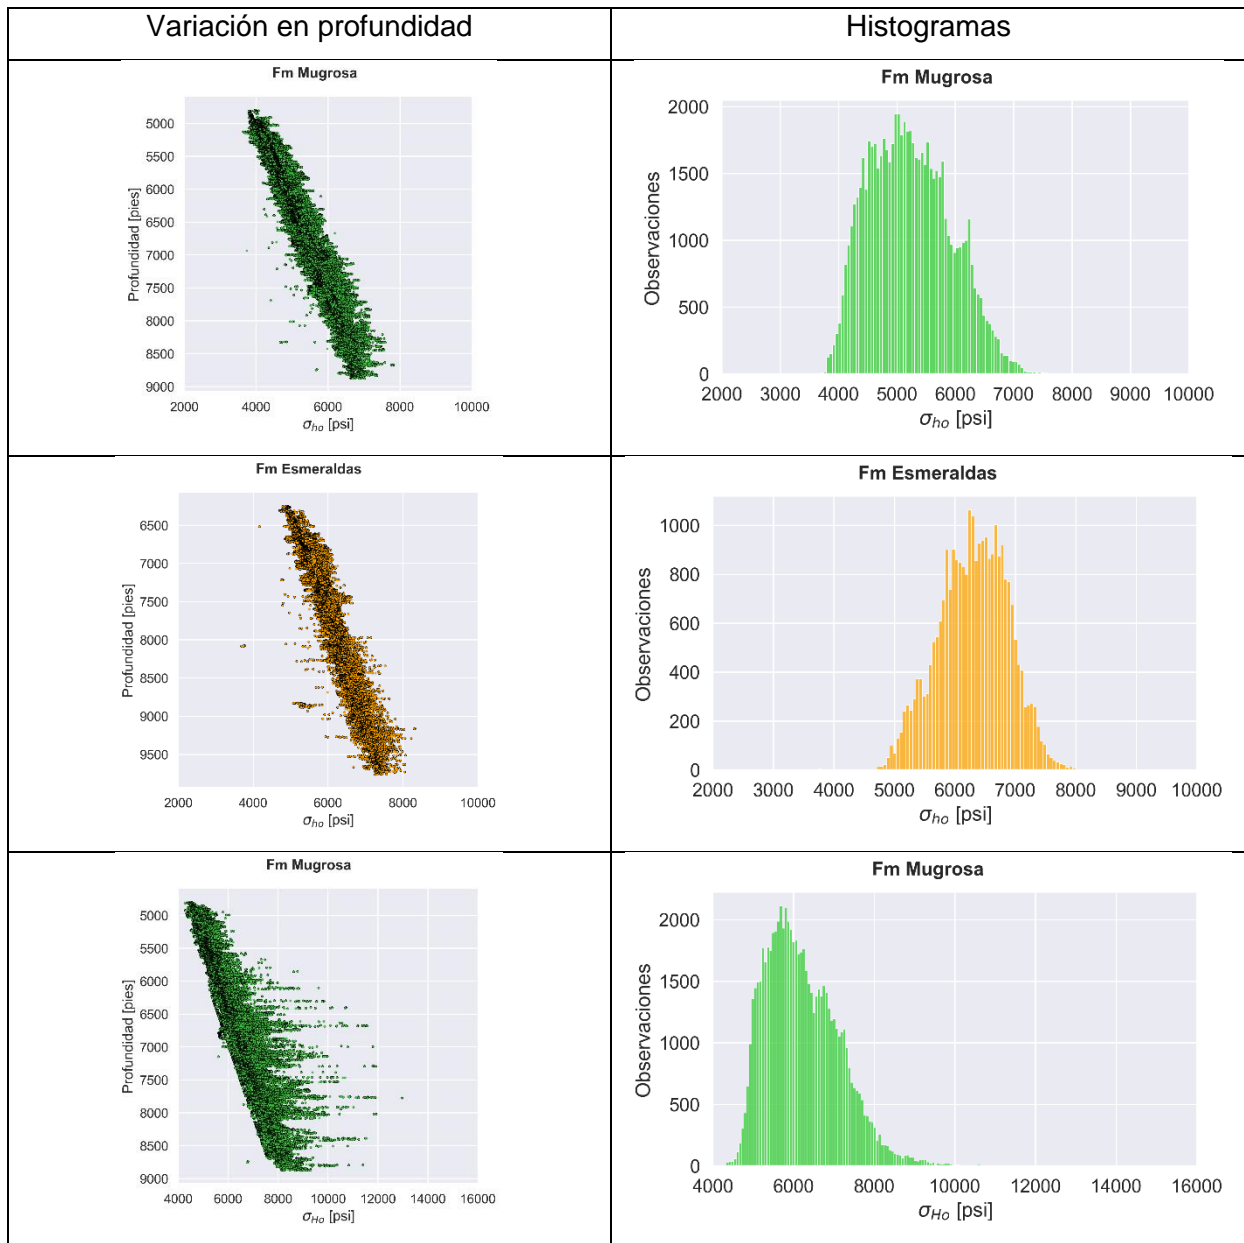 Variación en profundidad
Histogramas
Fm Mugrosa
5000
5500
6000
6500
7000
7500
8000
8500
9000
Profundidad [pies]
2000 4000 6000 8000 10000
σho [psi]
Fm Mugrosa
2000
1500
1000
500
0
Observaciones
2000 3000 4000 5000 6000 7000 8000 9000 10000
σho [psi]
Fm Esmeraldas
6500
7000
7500
8000
8500
9000
9500
Profundidad [pies]
2000 4000 6000 8000 10000
σho [psi]
Fm Esmeraldas
1000
800
600
400
200
0
Observaciones
2000 3000 4000 5000 6000 7000 8000 9000 10000
σho [psi]
Fm Mugrosa
5000
5500
6000
6500
7000
7500
8000
8500
9000
Profundidad [pies]
4000 6000 8000 10000 12000 14000 16000
σHo [psi]
Fm Mugrosa
2000
1500
1000
500
0
Observaciones
4000 6000 8000 10000 12000 14000 16000
σHo [psi]